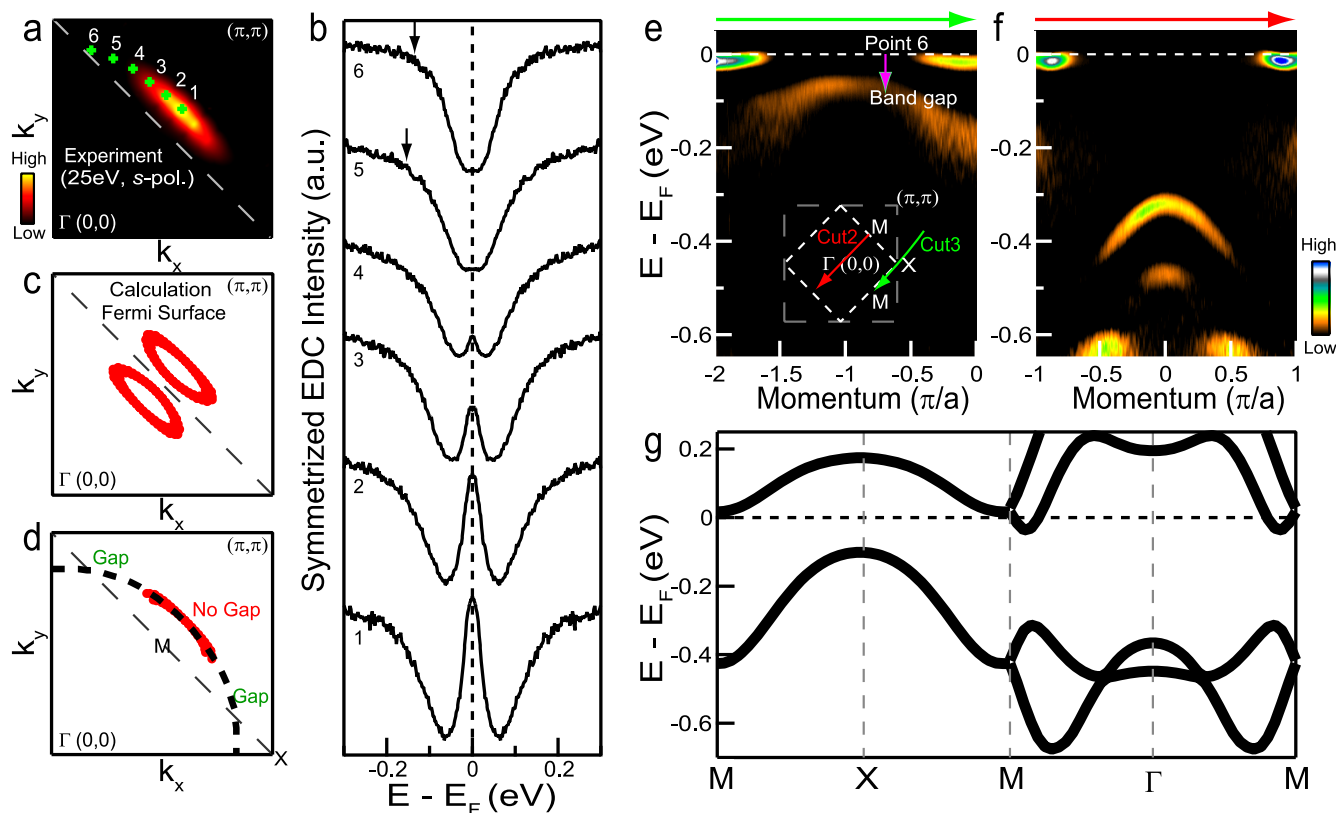 a
(π,π)
6
5
4
3
2
1
k_y
High
Low
Experiment
(25eV, s-pol.)
Γ (0,0)
k_x
c
Calculation
Fermi Surface
(π,π)
k_y
Γ (0,0)
k_x
d
(π,π)
Gap
No Gap
M
Gap
k_y
Γ (0,0)
X
k_x
b
Symmetrized EDC Intensity (a.u.)
6
5
4
3
2
1
-0.2
0
0.2
E - E_F (eV)
e
Point 6
Band gap
E - E_F (eV)
0
-0.2
-0.4
-0.6
(π,π)
M
Cut2
Cut3
Γ (0,0)
X
M
-2
-1.5
-1
-0.5
0
Momentum (π/a)
f
0
-0.2
-0.4
-0.6
-1
-0.5
0
0.5
1
Momentum (π/a)
High
Low
g
E - E_F (eV)
0.2
0
-0.2
-0.4
-0.6
M
X
M
Γ
M